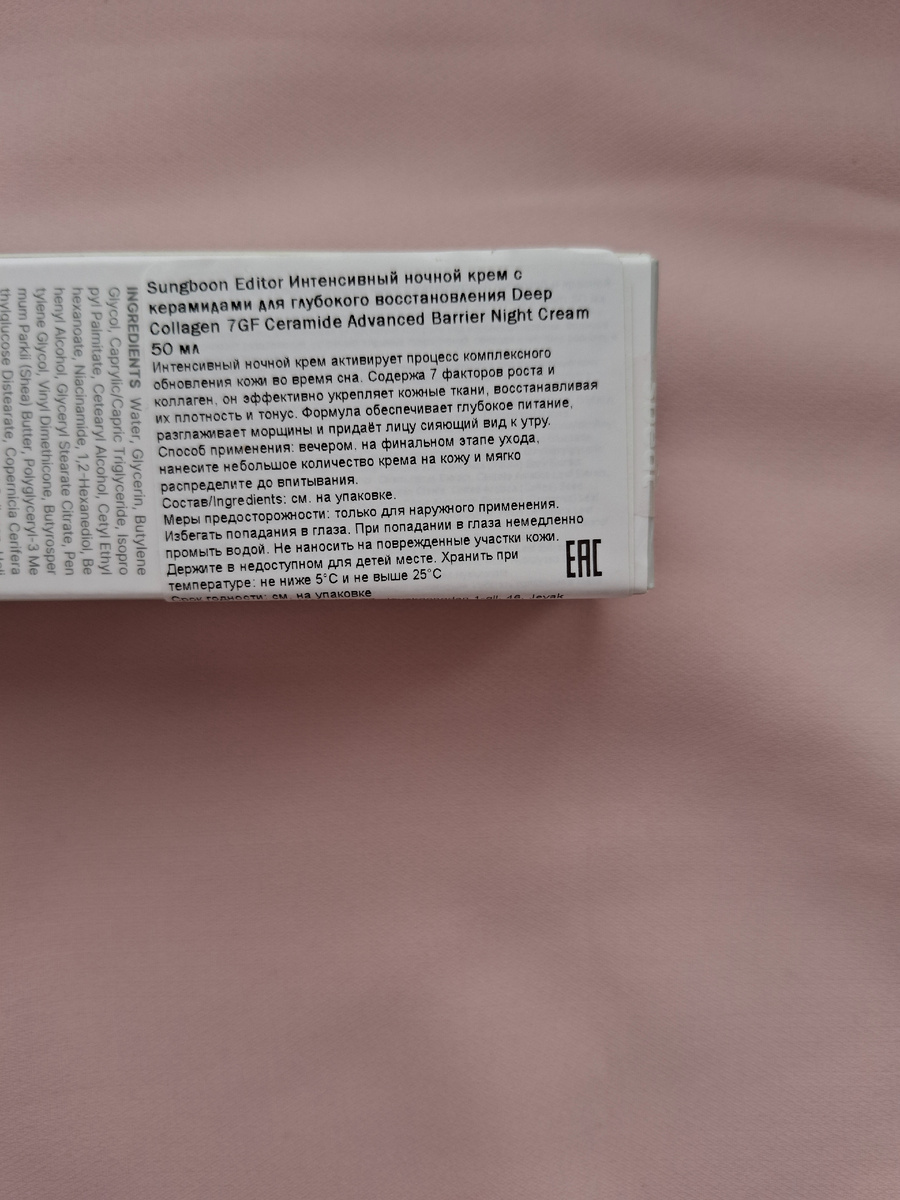 Sungboon Editor Интенсивный ночной крем с
керамидами для глубокого восстановления Deep
Collagen 7GF Ceramide Advanced Barrier Night Cream
50 мл
Интенсивный ночной крем активирует процесс комплексного
обновления кожи во время сна. Содержа 7 факторов роста и
коллаген, он эффективно укрепляет кожные ткани, восстанавливая
их плотность и тонус. Формула обеспечивает глубокое питание,
разглаживает морщины и придаёт лицу сияющий вид к утру.
Способ применения: вечером, на финальном этапе ухода,
нанесите небольшое количество крема на кожу и мягко
распределите до впитывания.
Состав/Ingredients: см. на упаковке.
Меры предосторожности: только для наружного применения.
Избегать попадания в глаза. При попадании в глаза немедленно
промыть водой. Не наносить на поврежденные участки кожи.
Держите в недоступном для детей месте. Хранить при
температуре: не ниже 5°C и не выше 25°C
Срок годности: см. на упаковке
EAC
INGREDIENTS Water, Glycerin, Butylene
Glycol, Caprylic/Capric Triglyceride, Isopro
pyl Palmitate, Cetearyl Alcohol, Cetyl Ethyl
hexanoate, Niacinamide, 1,2-Hexanediol, Be
henyl Alcohol, Glyceryl Stearate Citrate, Pen
tylene Glycol, Vinyl Dimethicone, Butyrosper
mum Parkii (Shea) Butter, Polyglyceryl-3 Me
thylglucose Distearate, Copernicia Cerifera